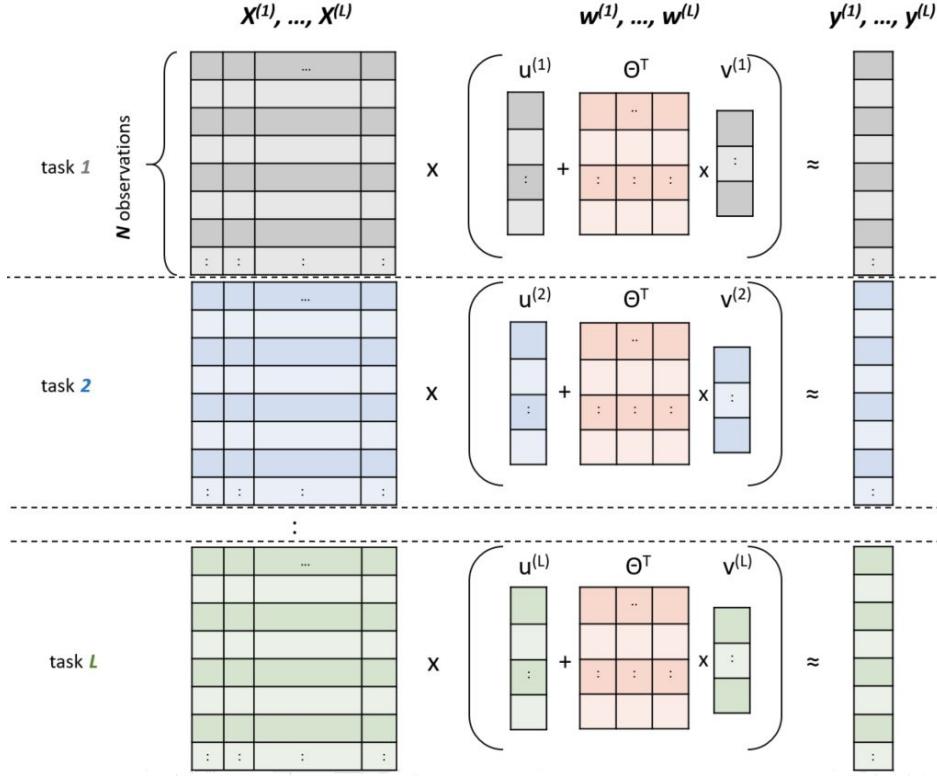 X(1), ..., X(L) w(1), ..., w(L) y(1), ..., y(L)
u(1) Θᵀ v(1)
... ..
N observations
task 1 x : + : : : x : ≈
: : : : :
u(2) Θᵀ v(2)
... ..
task 2 x : + : : : x : ≈
: : : : :
:
u(L) Θᵀ v(L)
... ..
task L x : + : : : x : ≈
: : : : :